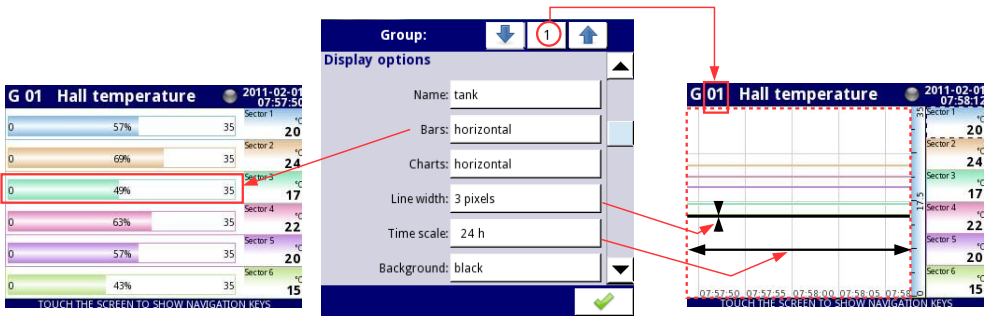 G 01 Hall temperature
2011-02-01
07:57:50
Sector 1
0 57% 35
°C
20
Sector 2
0 69% 35
°C
24
Sector 3
0 49% 35
°C
17
Sector 4
0 63% 35
°C
22
Sector 5
0 57% 35
°C
20
Sector 6
0 43% 35
°C
15
TOUCH THE SCREEN TO SHOW NAVIGATION KEYS
Group: 1
Display options
Name: tank
Bars: horizontal
Charts: horizontal
Line width: 3 pixels
Time scale: 24 h
Background: black
G 01 Hall temperature
2011-02-01
07:58:12
35
17.5
0
Sector 1
°C
20
Sector 2
°C
24
Sector 3
°C
17
Sector 4
°C
22
Sector 5
°C
20
Sector 6
°C
15
07:57:50 07:57:55 07:58:00 07:58:05 07:58
TOUCH THE SCREEN TO SHOW NAVIGATION KEYS